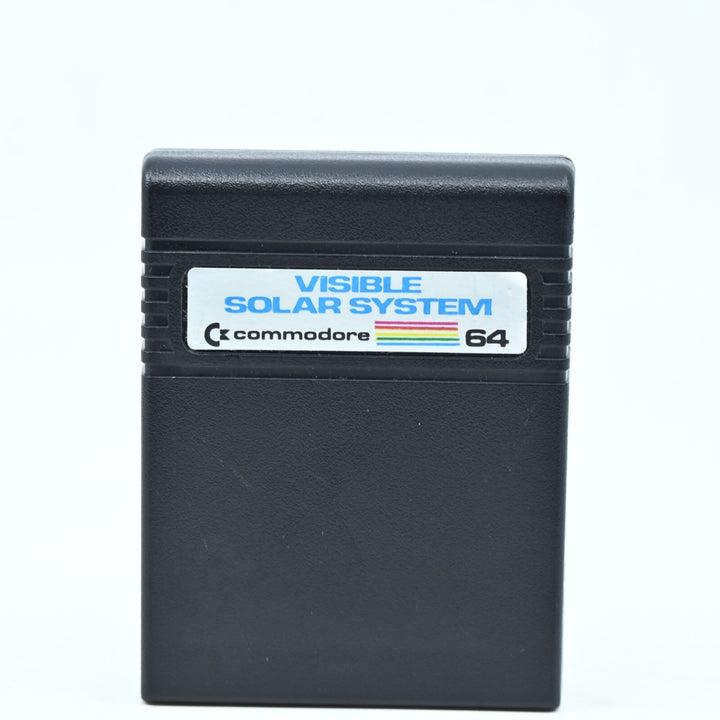 VISIBLE
SOLAR SYSTEM
commodore 64